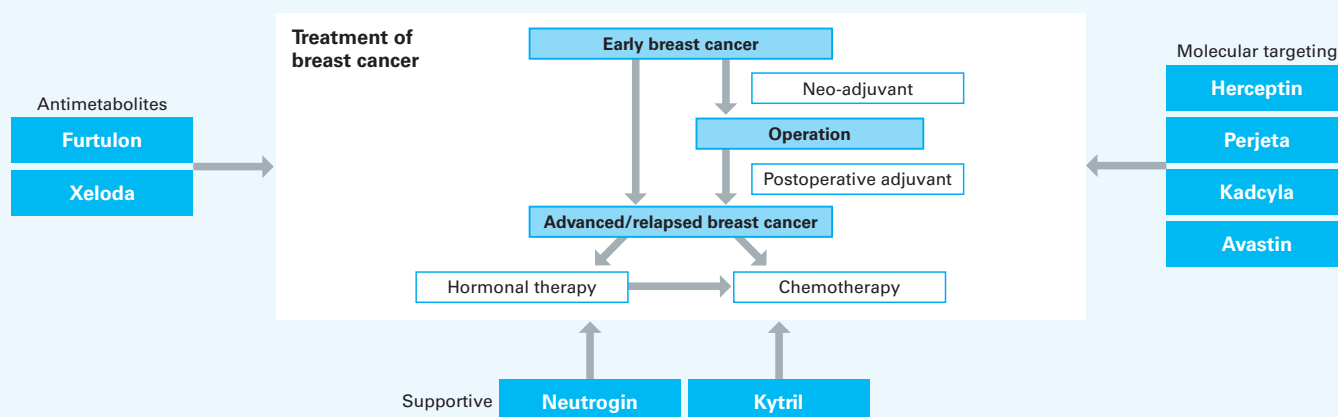 Treatment of
breast cancer
Early breast cancer
Neo-adjuvant
Operation
Postoperative adjuvant
Advanced/relapsed breast cancer
Hormonal therapy
Chemotherapy
Antimetabolites
Furtulon
Xeloda
Molecular targeting
Herceptin
Perjeta
Kadcyla
Avastin
Supportive
Neutrogin
Kytril